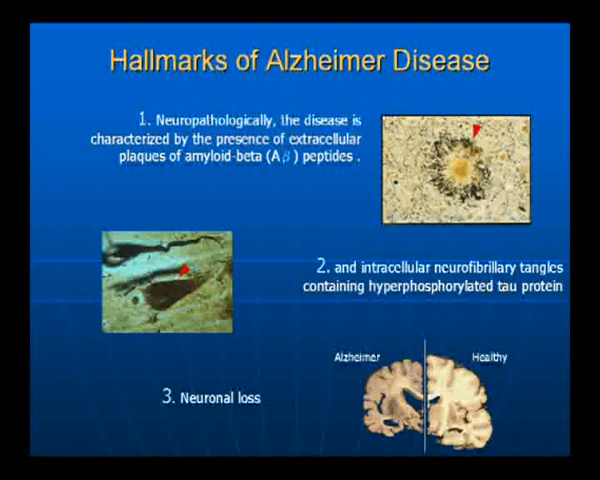 Hallmarks of Alzheimer Disease
1. Neuropathologically, the disease is
characterized by the presence of extracellular
plaques of amyloid-beta (Aβ) peptides .
2. and intracellular neurofibrillary tangles
containing hyperphosphorylated tau protein
Alzheimer Healthy
3. Neuronal loss